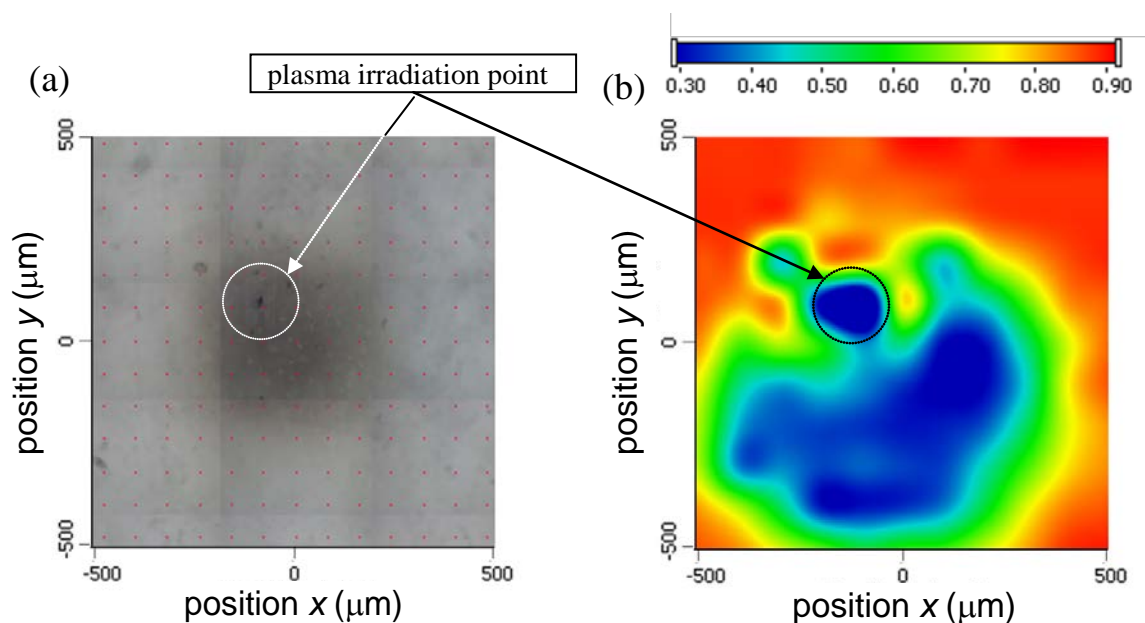 (a)
plasma irradiation point
(b)
0.30 0.40 0.50 0.60 0.70 0.80 0.90
500
0
-500
position y (μm)
-500 0 500
position x (μm)
500
0
-500
position y (μm)
-500 0 500
position x (μm)